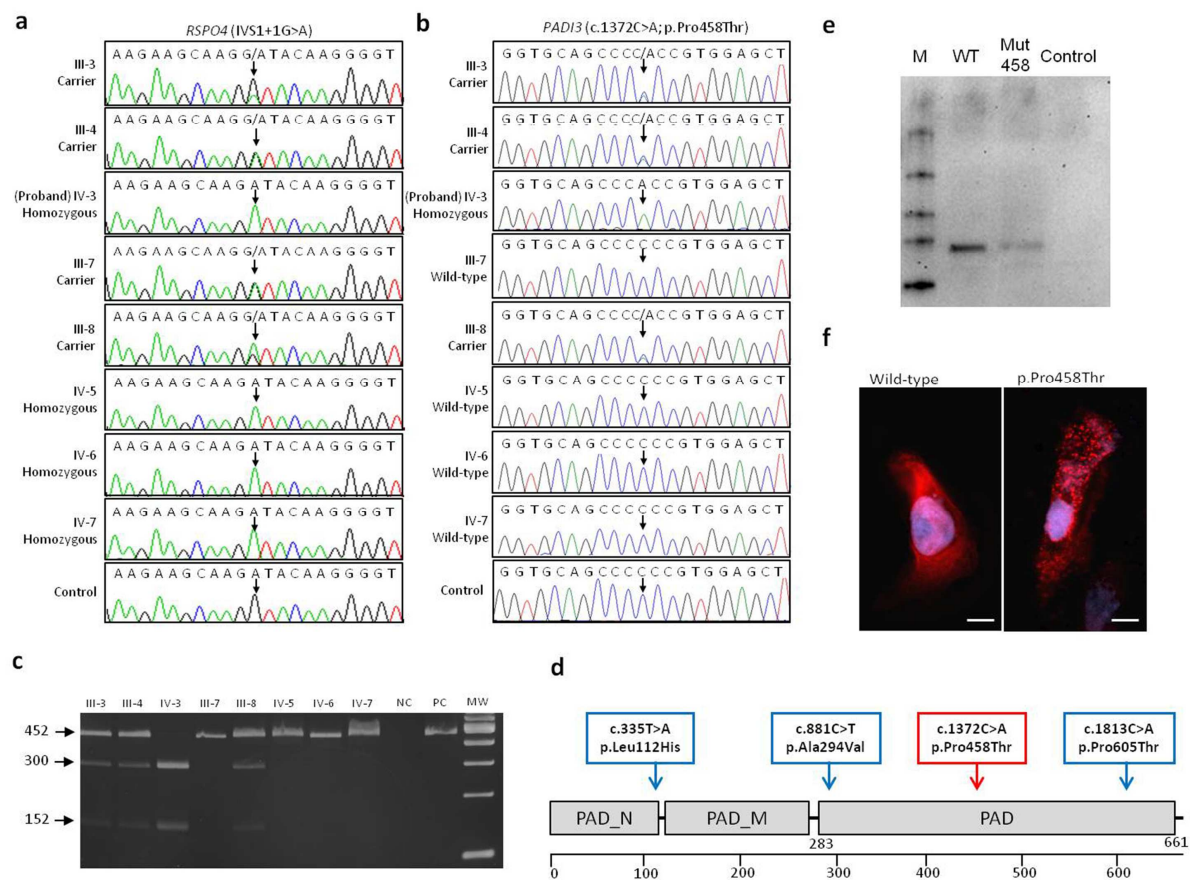 a
RSPO4 (IVS1+1G>A)
III-3
Carrier
AAGAAGCAAGG/ATACAAGGGGT
III-4
Carrier
AAGAAGCAAGG/ATACAAGGGGT
(Proband) IV-3
Homozygous
AAGAAGCAAGATACAAGGGGT
III-7
Carrier
AAGAAGCAAGG/ATACAAGGGGT
III-8
Carrier
AAGAAGCAAGG/ATACAAGGGGT
IV-5
Homozygous
AAGAAGCAAGATACAAGGGGT
IV-6
Homozygous
AAGAAGCAAGATACAAGGGGT
IV-7
Homozygous
AAGAAGCAAGATACAAGGGGT
Control
AAGAAGCAAGATACAAGGGGT
b
PADI3 (c.1372C>A; p.Pro458Thr)
III-3
Carrier
GGTGCAGCCCC/ACCGTGGAGCT
III-4
Carrier
GGTGCAGCCCC/ACCGTGGAGCT
(Proband) IV-3
Homozygous
GGTGCAGCCCACCGTGGAGCT
III-7
Wild-type
GGTGCAGCCCCCCGTGGAGCT
III-8
Carrier
GGTGCAGCCCC/ACCGTGGAGCT
IV-5
Wild-type
GGTGCAGCCCCCCGTGGAGCT
IV-6
Wild-type
GGTGCAGCCCCCCGTGGAGCT
IV-7
Wild-type
GGTGCAGCCCCCCGTGGAGCT
Control
GGTGCAGCCCCCCGTGGAGCT
e
M WT Mut 458 Control
f
Wild-type p.Pro458Thr
c
III-3 III-4 IV-3 III-7 III-8 IV-5 IV-6 IV-7 NC PC MW
452
300
152
d
c.335T>A
p.Leu112His
c.881C>T
p.Ala294Val
c.1372C>A
p.Pro458Thr
c.1813C>A
p.Pro605Thr
PAD_N PAD_M PAD
283 661
0 100 200 300 400 500 600